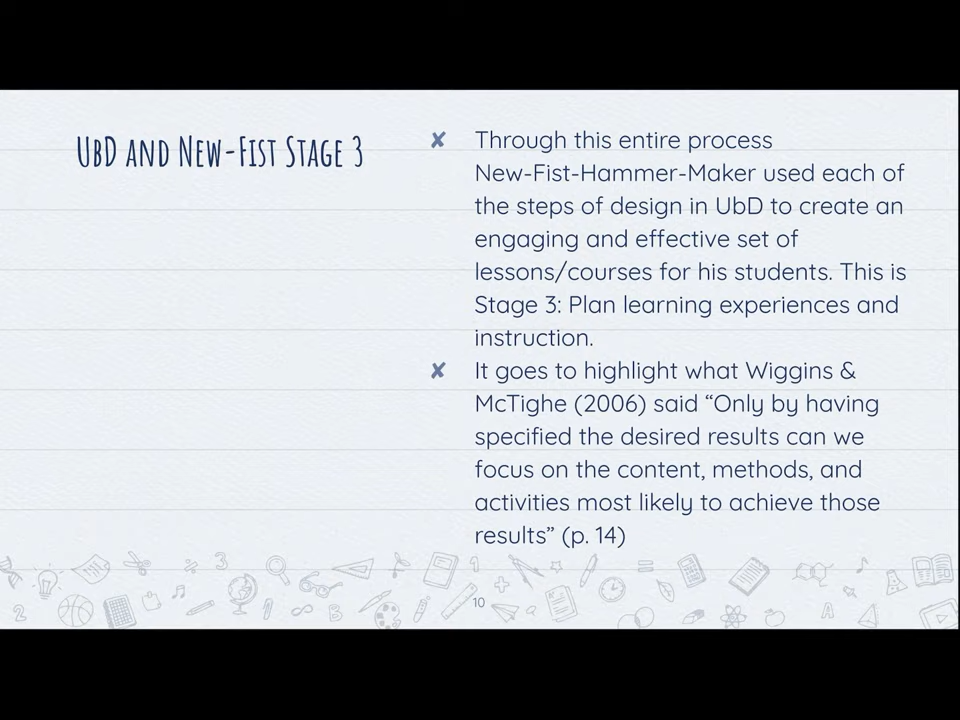 UbD and New-Fist Stage 3
✘ Through this entire process
New-Fist-Hammer-Maker used each of
the steps of design in UbD to create an
engaging and effective set of
lessons/courses for his students. This is
Stage 3: Plan learning experiences and
instruction.
✘ It goes to highlight what Wiggins &
McTighe (2006) said “Only by having
specified the desired results can we
focus on the content, methods, and
activities most likely to achieve those
results” (p. 14)
10